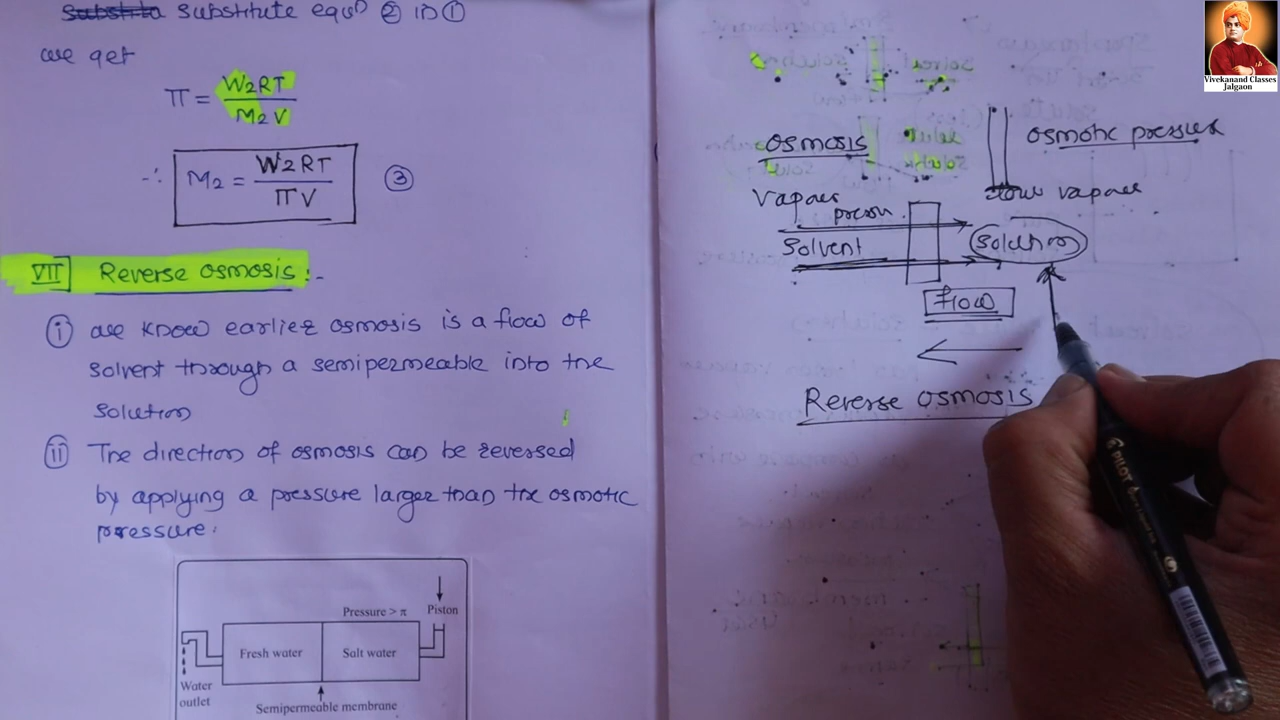 substitute equn ② in ①
we get
π = W2RT / M2V
∴ M2 = W2RT / πV ③
VII] Reverse osmosis :-
i we know earlier osmosis is a flow of
solvent through a semipermeable into the
solution
ii The direction of osmosis can be reversed
by applying a pressure larger than the osmotic
pressure.
Pressure > π Piston
Fresh water Salt water
Water
outlet
Semipermeable membrane
osmosis
osmotic pressure
Vapour
pressu.
low vapour
Solvent
Solution
flow
Reverse osmosis
PILOT
Vivekanand Classes
Jalgaon